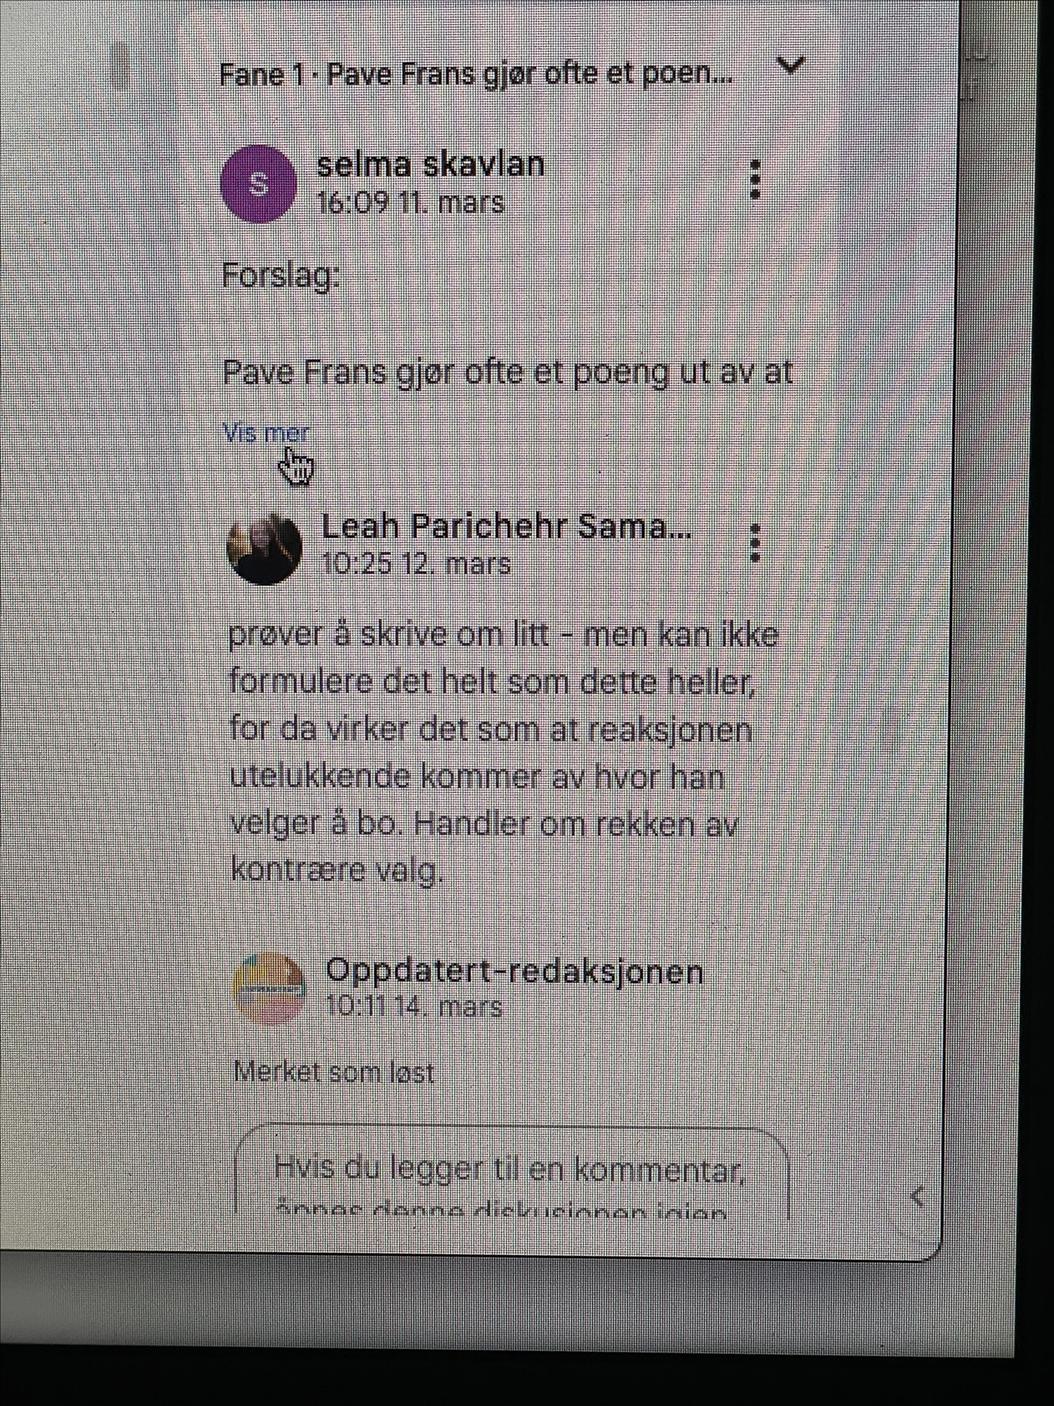 Fane 1 · Pave Frans gjør ofte et poen...
S
selma skavlan
16:09 11. mars
Forslag:
Pave Frans gjør ofte et poeng ut av at
Vis mer
Leah Parichehr Sama...
10:25 12. mars
prøver å skrive om litt - men kan ikke
formulere det helt som dette heller,
for da virker det som at reaksjonen
utelukkende kommer av hvor han
velger å bo. Handler om rekken av
kontrære valg.
Oppdatert-redaksjonen
10:11 14. mars
Merket som løst
Hvis du legger til en kommentar,
åpnes denne diskusjonen igjen